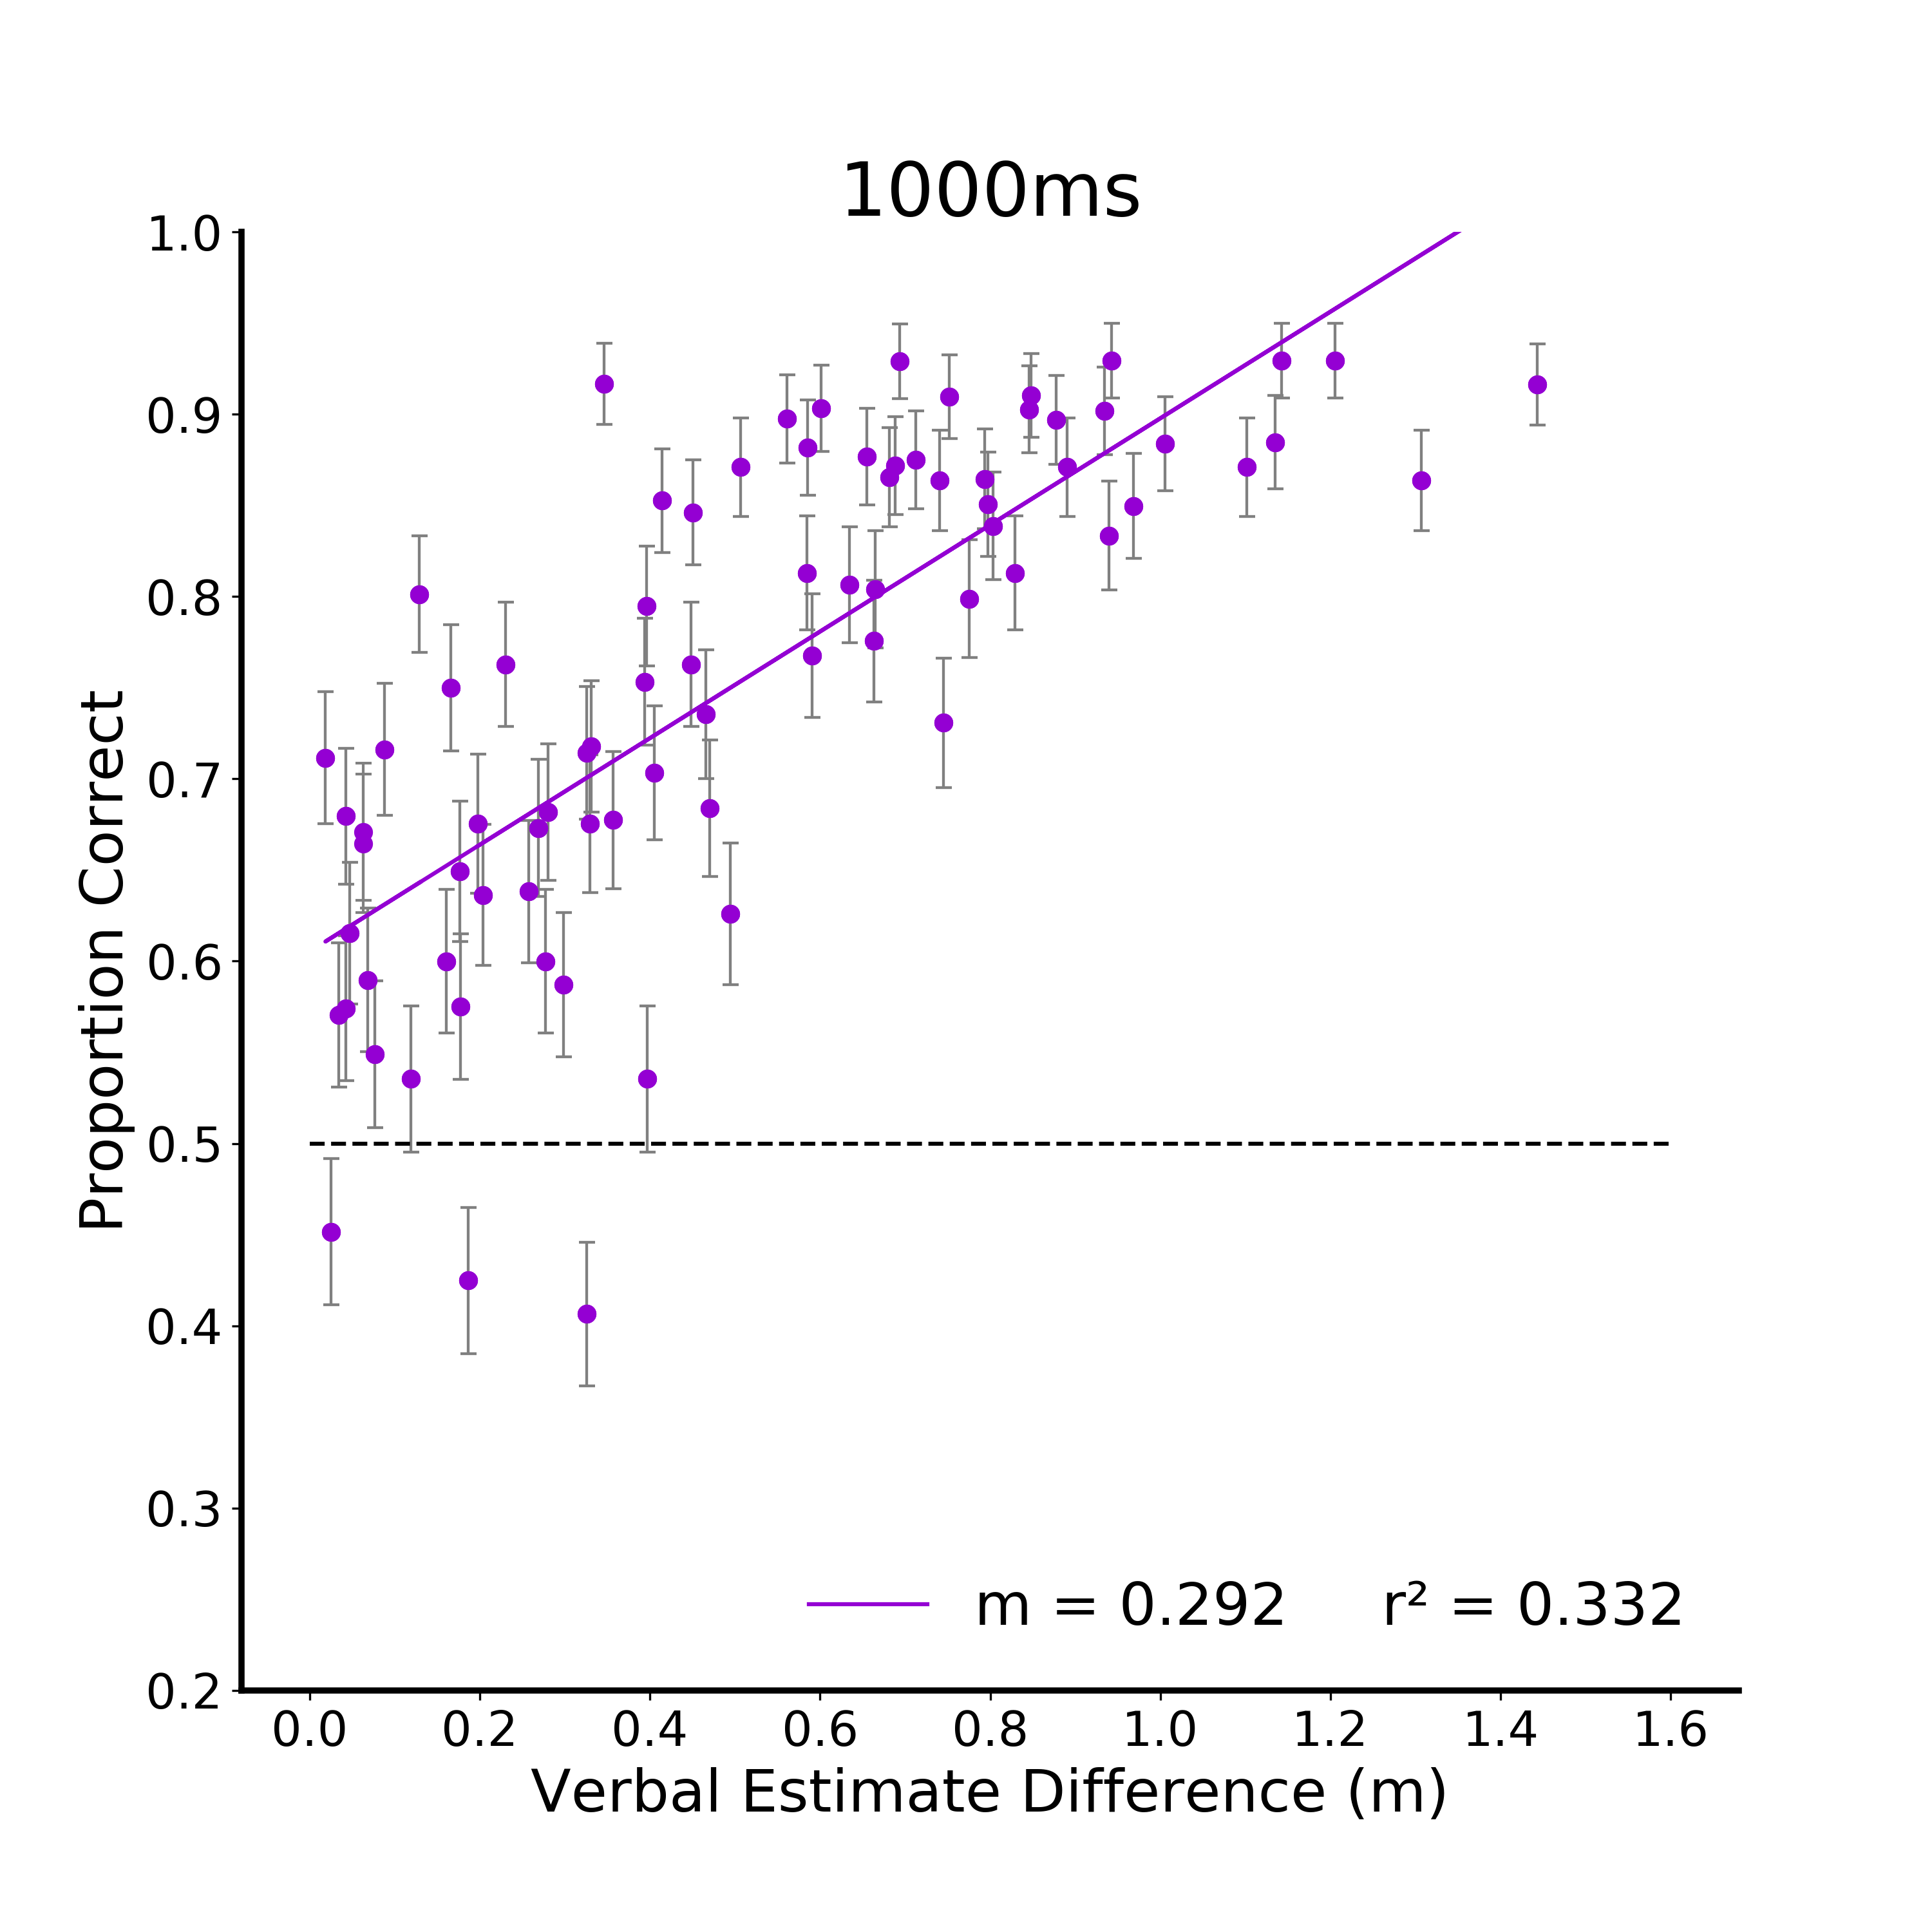 1000ms
1.0
0.9
0.8
0.7
0.6
0.5
0.4
0.3
0.2
Proportion Correct
m = 0.292 r² = 0.332
0.0 0.2 0.4 0.6 0.8 1.0 1.2 1.4 1.6
Verbal Estimate Difference (m)